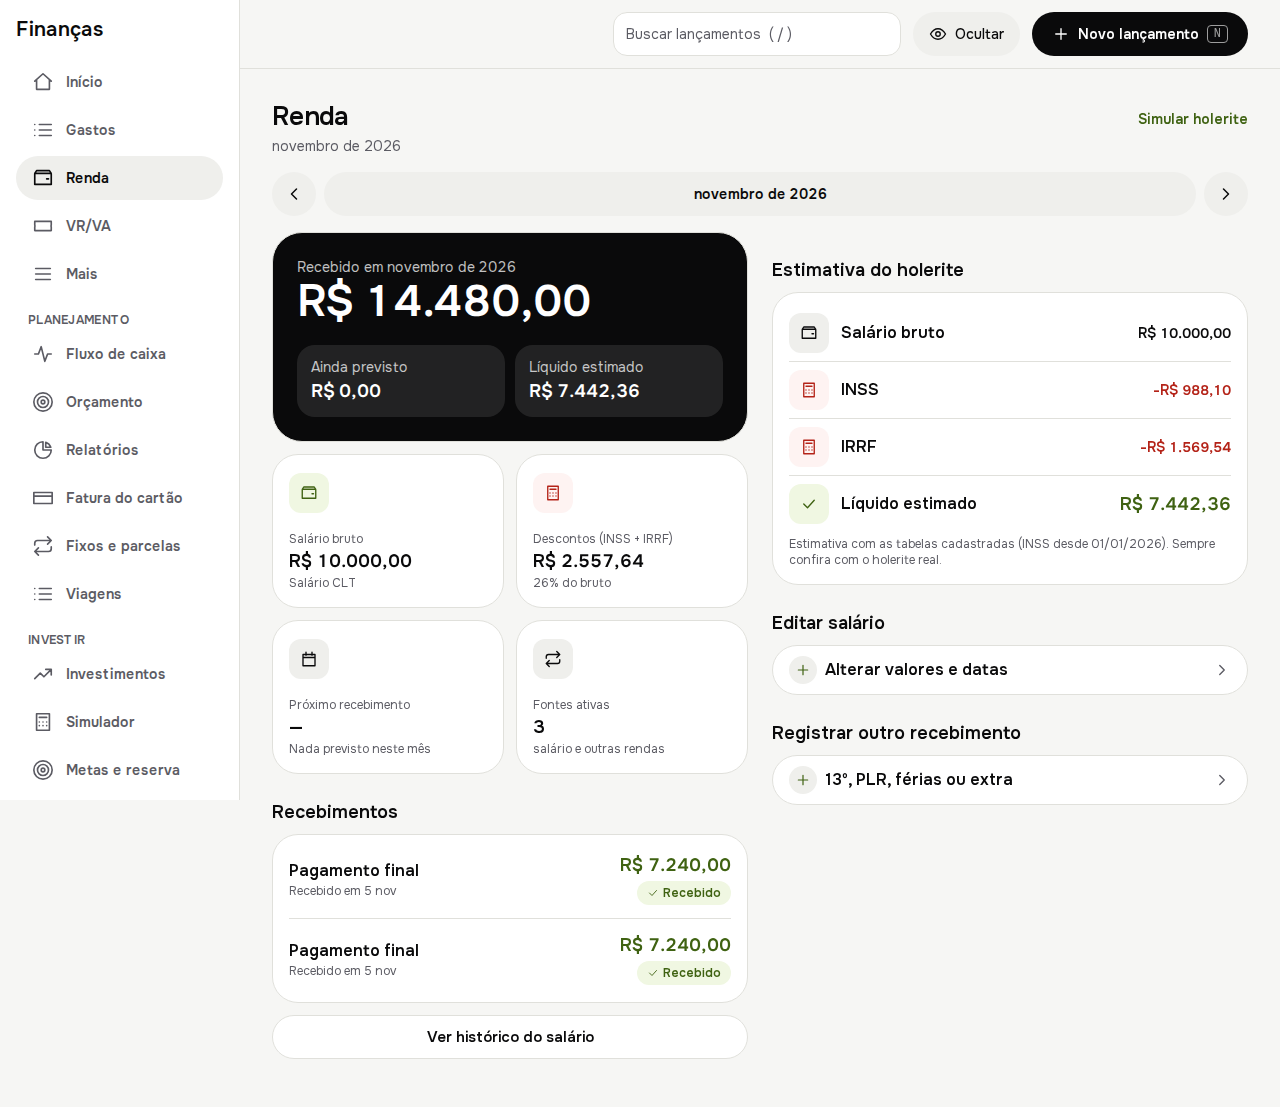 Finanças
Início
Gastos
Renda
VR/VA
Mais
PLANEJAMENTO
Fluxo de caixa
Orçamento
Relatórios
Fatura do cartão
Fixos e parcelas
Viagens
INVESTIR
Investimentos
Simulador
Metas e reserva
Buscar lançamentos ( / )
Ocultar
Novo lançamento N
Renda
novembro de 2026
Simular holerite
novembro de 2026
Recebido em novembro de 2026
R$ 14.480,00
Ainda previsto
R$ 0,00
Líquido estimado
R$ 7.442,36
Salário bruto
R$ 10.000,00
Salário CLT
Descontos (INSS + IRRF)
R$ 2.557,64
26% do bruto
Próximo recebimento
—
Nada previsto neste mês
Fontes ativas
3
salário e outras rendas
Recebimentos
Pagamento final
Recebido em 5 nov
R$ 7.240,00
Recebido
Pagamento final
Recebido em 5 nov
R$ 7.240,00
Recebido
Ver histórico do salário
Estimativa do holerite
Salário bruto R$ 10.000,00
INSS -R$ 988,10
IRRF -R$ 1.569,54
Líquido estimado R$ 7.442,36
Estimativa com as tabelas cadastradas (INSS desde 01/01/2026). Sempre
confira com o holerite real.
Editar salário
Alterar valores e datas
Registrar outro recebimento
13º, PLR, férias ou extra